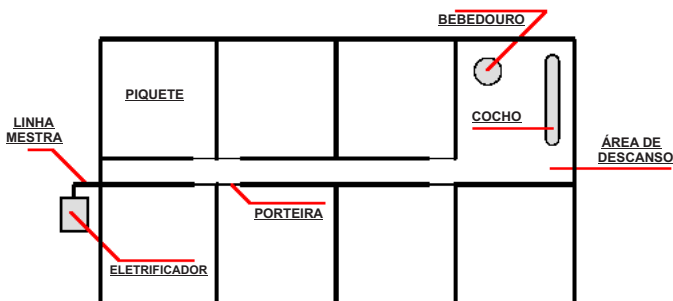 BEBEDOURO
PIQUETE
COCHO
LINHA
MESTRA
ÁREA DE
DESCANSO
PORTEIRA
ELETRIFICADOR